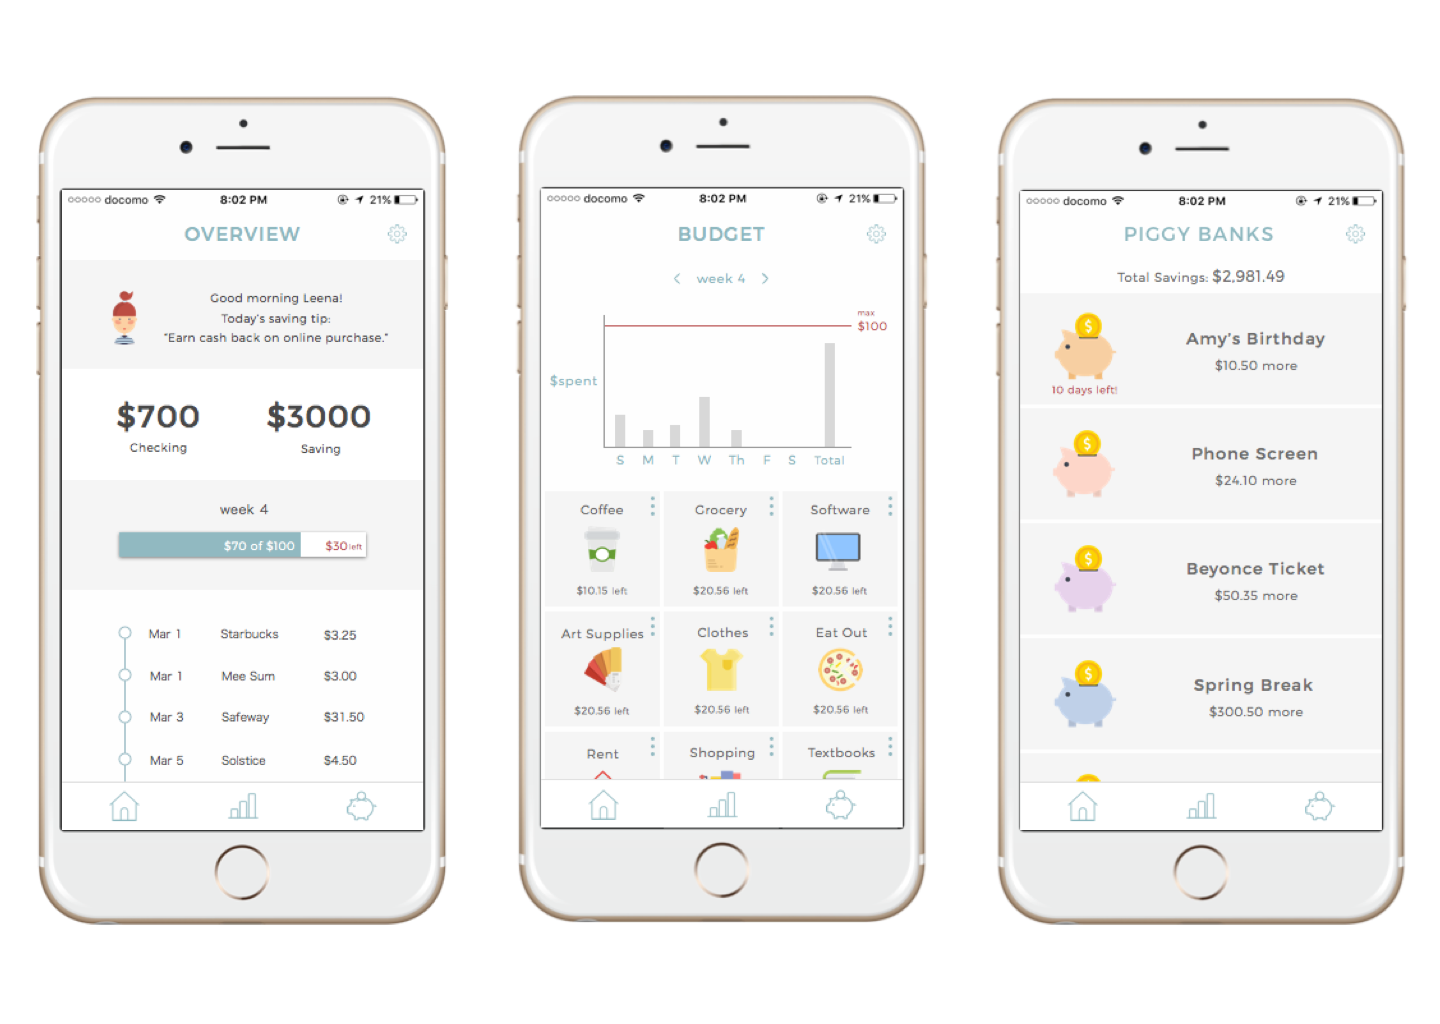 docomo 8:02 PM 21%
OVERVIEW
Good morning Leena!
Today's saving tip:
"Earn cash back on online purchase."
$700 $3000
Checking Saving
week 4
$70 of $100 $30 left
Mar 1 Starbucks $3.25
Mar 1 Mee Sum $3.00
Mar 3 Safeway $31.50
Mar 5 Solstice $4.50
docomo 8:02 PM 21%
BUDGET
< week 4 >
max
$100
$spent
S M T W Th F S Total
Coffee Grocery Software
$10.15 left $20.56 left $20.56 left
Art Supplies Clothes Eat Out
$20.56 left $20.56 left $20.56 left
Rent Shopping Textbooks
docomo 8:02 PM 21%
PIGGY BANKS
Total Savings: $2,981.49
Amy's Birthday
$10.50 more
10 days left!
Phone Screen
$24.10 more
Beyonce Ticket
$50.35 more
Spring Break
$300.50 more